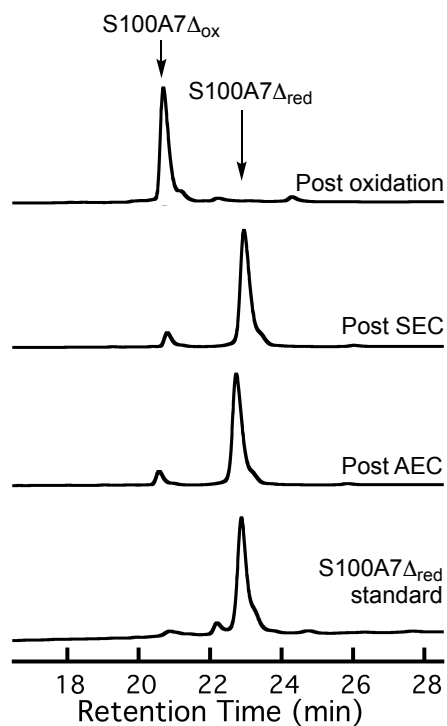 S100A7Δox
S100A7Δred
Post oxidation
Post SEC
Post AEC
S100A7Δred
standard
18 20 22 24 26 28
Retention Time (min)